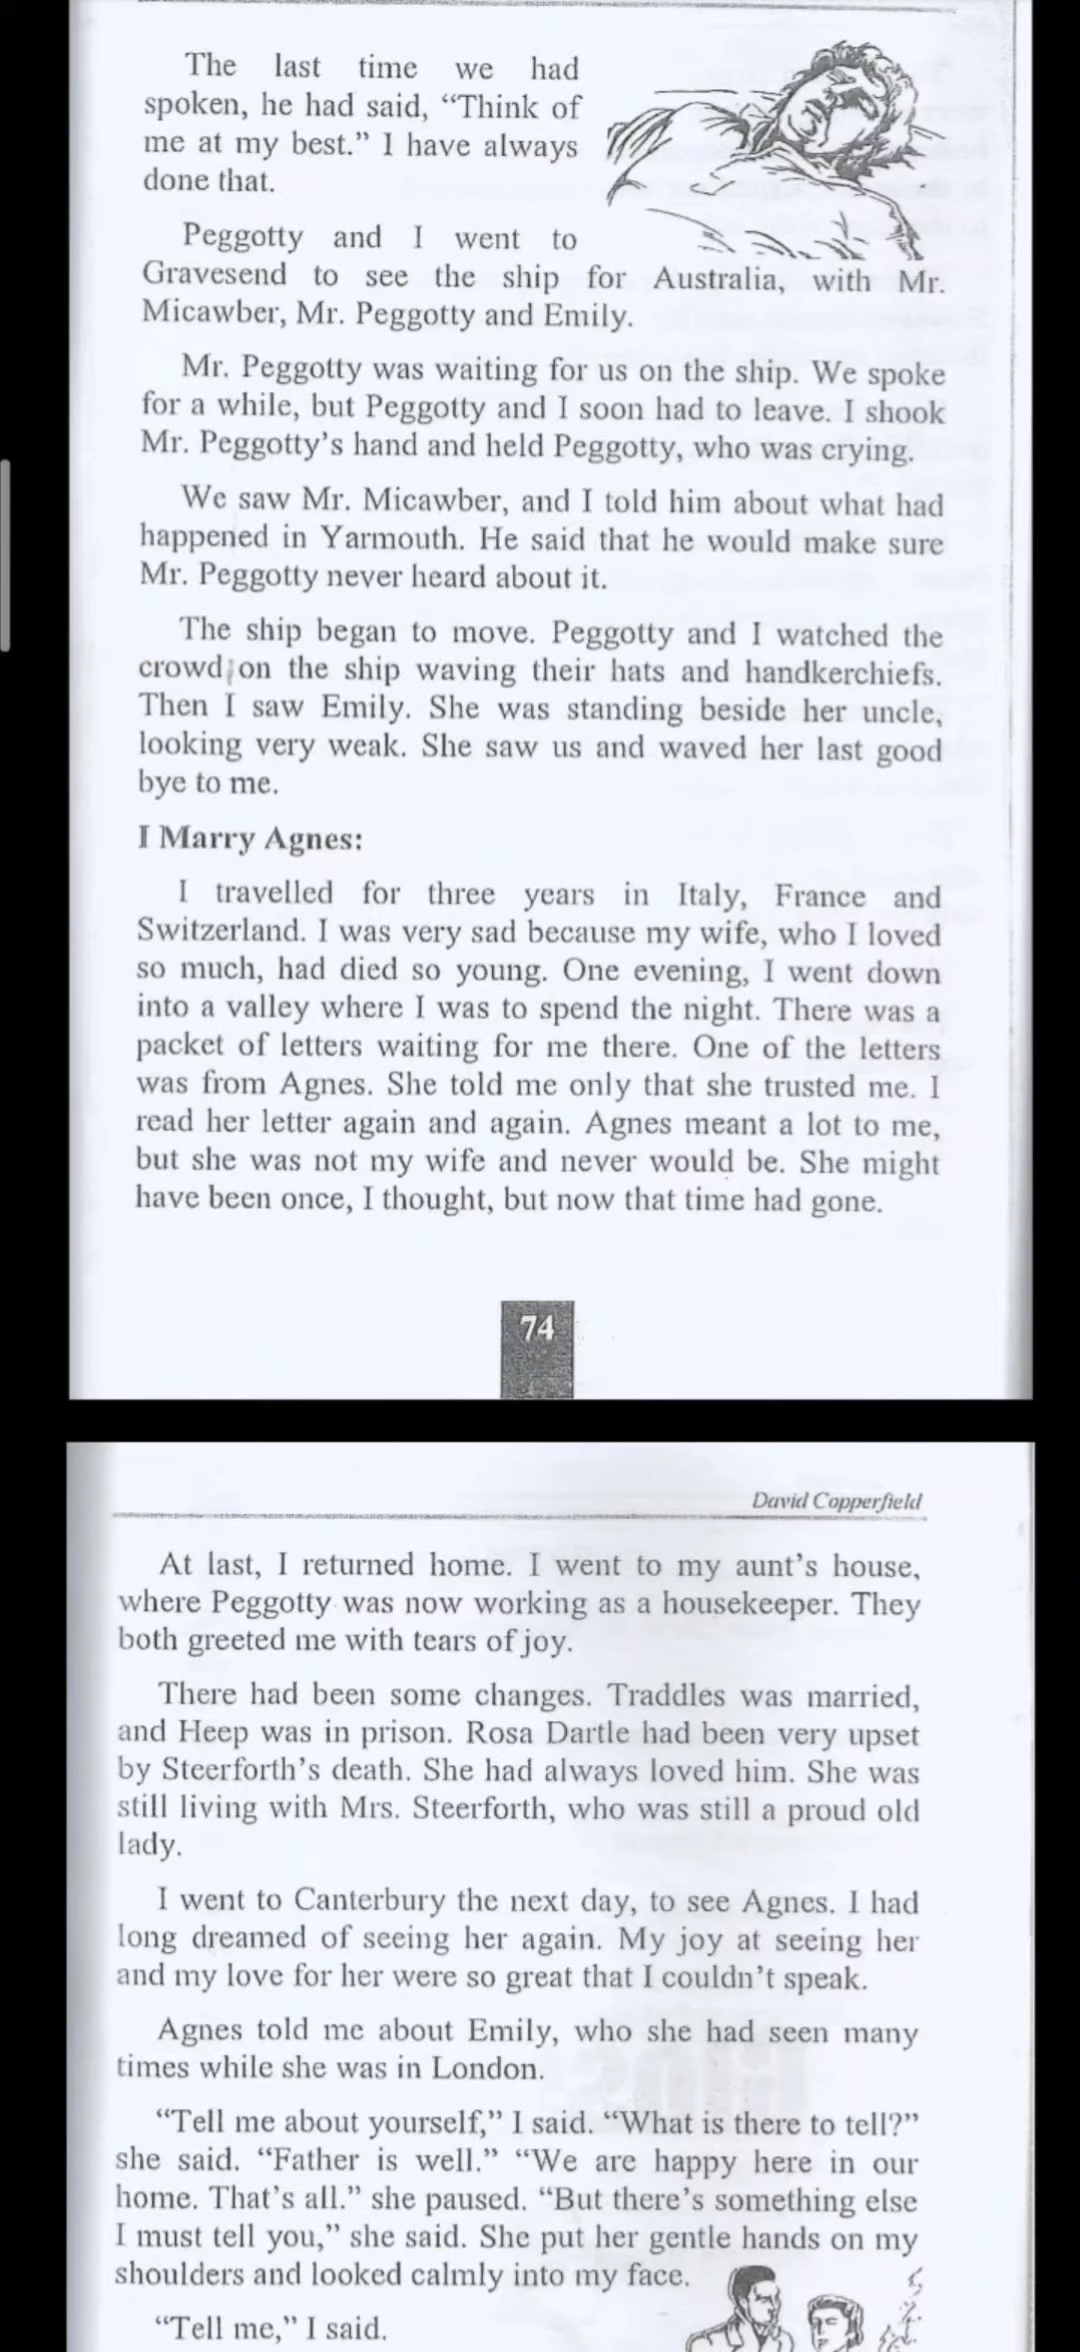 The last time we had
spoken, he had said, “Think of
me at my best.” I have always
done that.
Peggotty and I went to
Gravesend to see the ship for Australia, with Mr.
Micawber, Mr. Peggotty and Emily.
Mr. Peggotty was waiting for us on the ship. We spoke
for a while, but Peggotty and I soon had to leave. I shook
Mr. Peggotty’s hand and held Peggotty, who was crying.
We saw Mr. Micawber, and I told him about what had
happened in Yarmouth. He said that he would make sure
Mr. Peggotty never heard about it.
The ship began to move. Peggotty and I watched the
crowd on the ship waving their hats and handkerchiefs.
Then I saw Emily. She was standing beside her uncle,
looking very weak. She saw us and waved her last good
bye to me.
I Marry Agnes:
I travelled for three years in Italy, France and
Switzerland. I was very sad because my wife, who I loved
so much, had died so young. One evening, I went down
into a valley where I was to spend the night. There was a
packet of letters waiting for me there. One of the letters
was from Agnes. She told me only that she trusted me. I
read her letter again and again. Agnes meant a lot to me,
but she was not my wife and never would be. She might
have been once, I thought, but now that time had gone.
74
David Copperfield
At last, I returned home. I went to my aunt’s house,
where Peggotty was now working as a housekeeper. They
both greeted me with tears of joy.
There had been some changes. Traddles was married,
and Heep was in prison. Rosa Dartle had been very upset
by Steerforth’s death. She had always loved him. She was
still living with Mrs. Steerforth, who was still a proud old
lady.
I went to Canterbury the next day, to see Agnes. I had
long dreamed of seeing her again. My joy at seeing her
and my love for her were so great that I couldn’t speak.
Agnes told me about Emily, who she had seen many
times while she was in London.
“Tell me about yourself,” I said. “What is there to tell?”
she said. “Father is well.” “We are happy here in our
home. That’s all.” she paused. “But there’s something else
I must tell you,” she said. She put her gentle hands on my
shoulders and looked calmly into my face.
“Tell me,” I said.